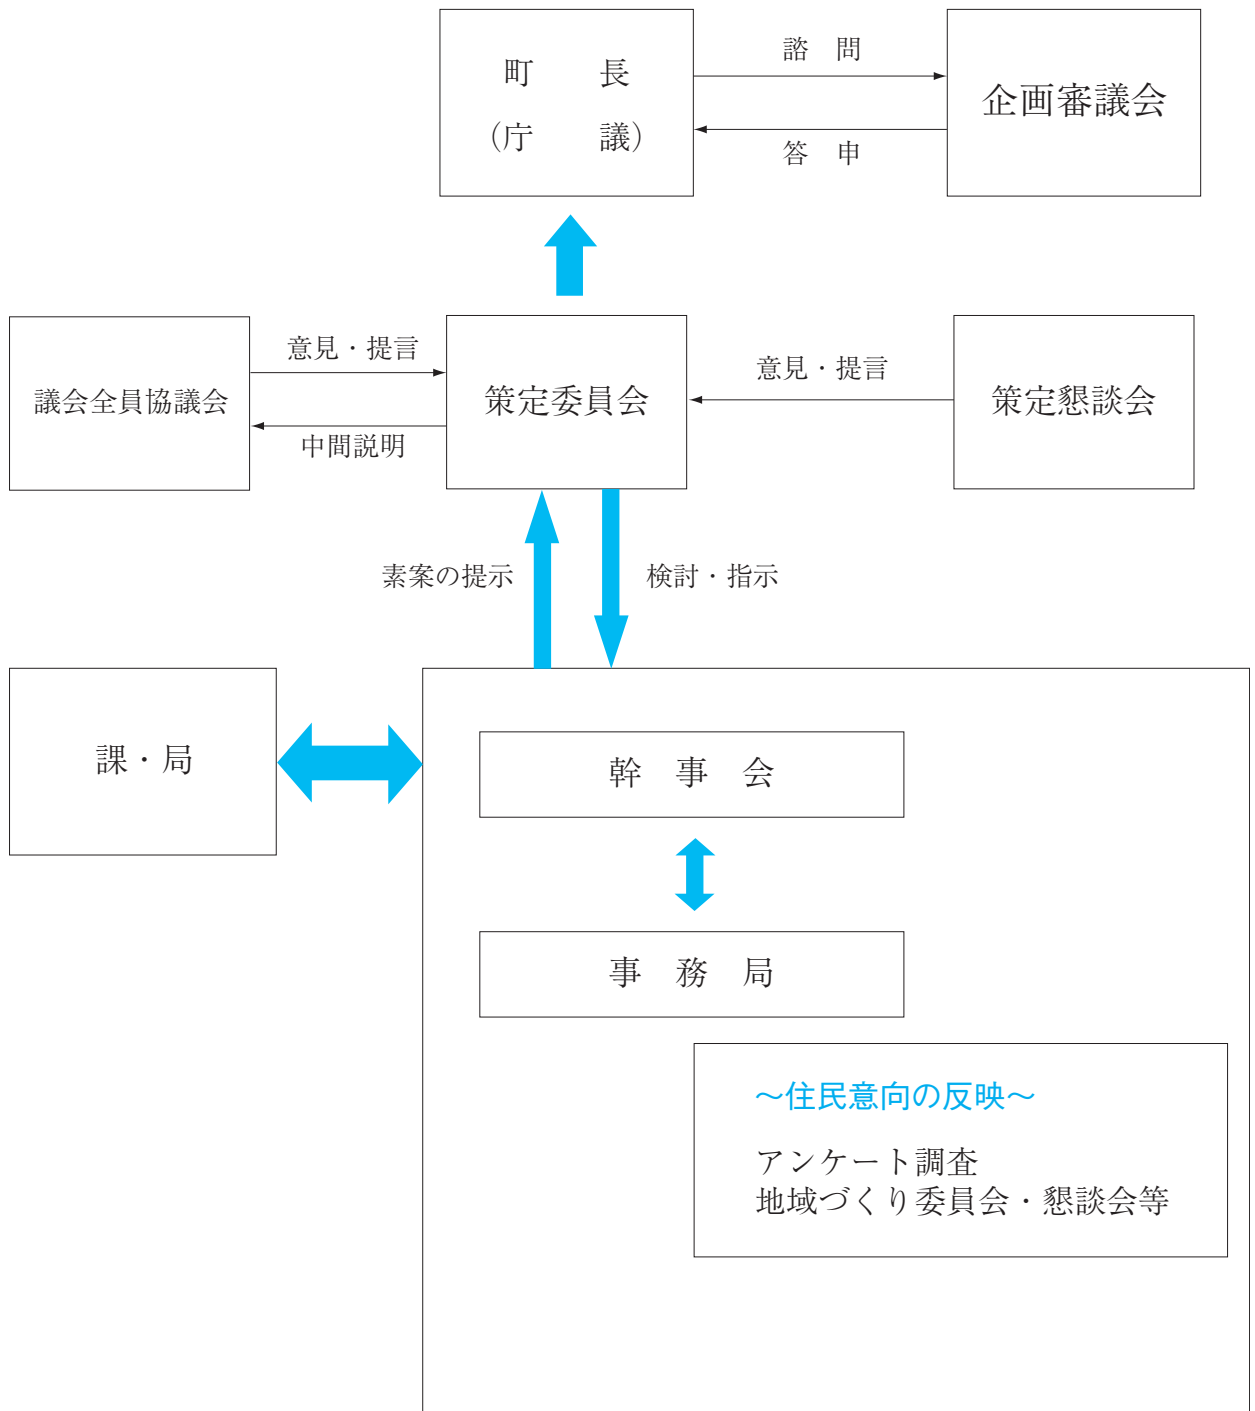 町　　長
（庁　　議）
諮　問
答　申
企画審議会
議会全員協議会
意見・提言
中間説明
策定委員会
意見・提言
策定懇談会
素案の提示
検討・指示
課・局
幹　事　会
事　務　局
～住民意向の反映～
アンケート調査
地域づくり委員会・懇談会等